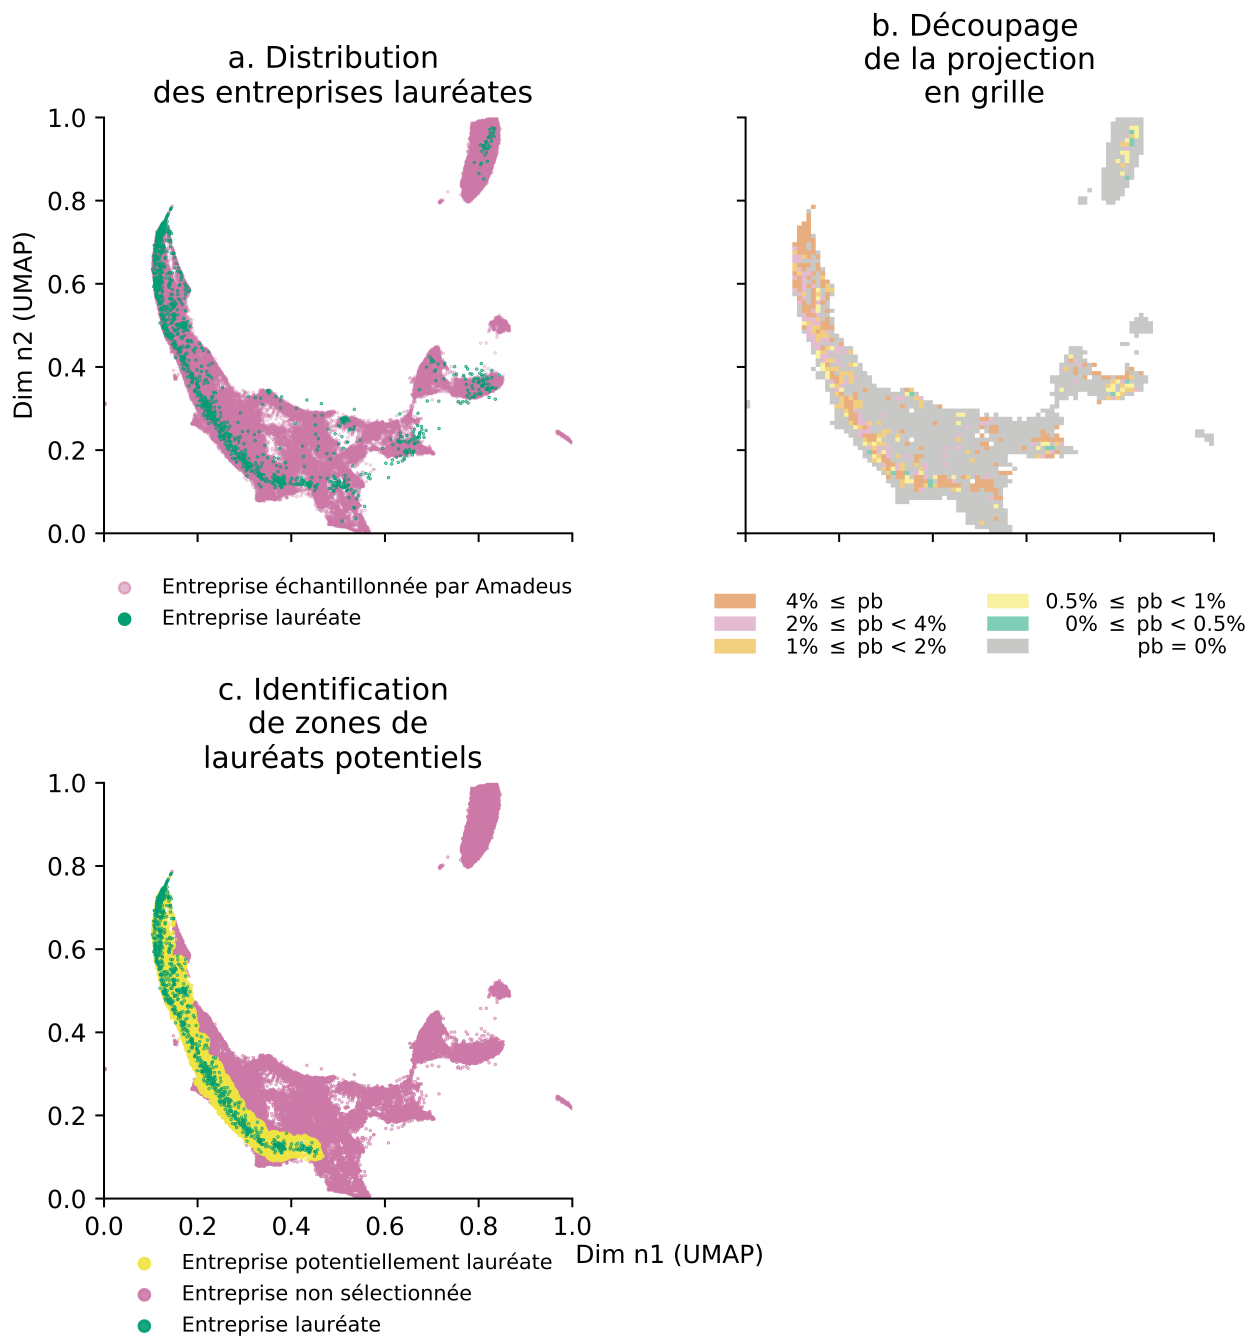 a. Distribution
des entreprises lauréates
b. Découpage
de la projection
en grille
1.0
0.8
0.6
0.4
0.2
0.0
Dim n2 (UMAP)
Entreprise échantillonnée par Amadeus
Entreprise lauréate
4% ≤ pb
2% ≤ pb < 4%
1% ≤ pb < 2%
0.5% ≤ pb < 1%
0% ≤ pb < 0.5%
pb = 0%
c. Identification
de zones de
lauréats potentiels
1.0
0.8
0.6
0.4
0.2
0.0
0.0 0.2 0.4 0.6 0.8 1.0
Dim n1 (UMAP)
Entreprise potentiellement lauréate
Entreprise non sélectionnée
Entreprise lauréate